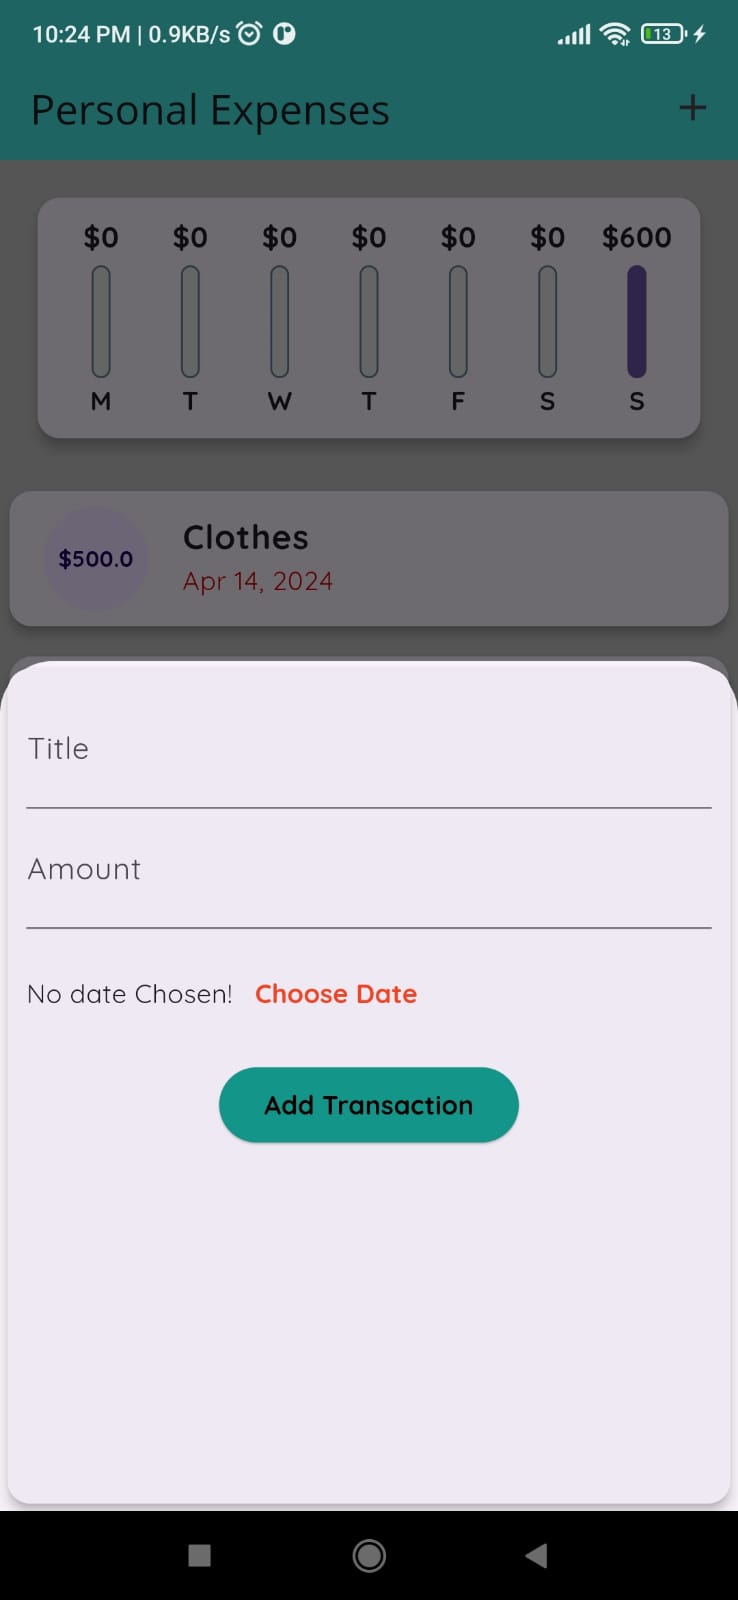 10:24 PM | 0.9KB/s
13
Personal Expenses
+
$0 $0 $0 $0 $0 $0 $600
M T W T F S S
Clothes
$500.0
Apr 14, 2024
Title
Amount
No date Chosen! Choose Date
Add Transaction